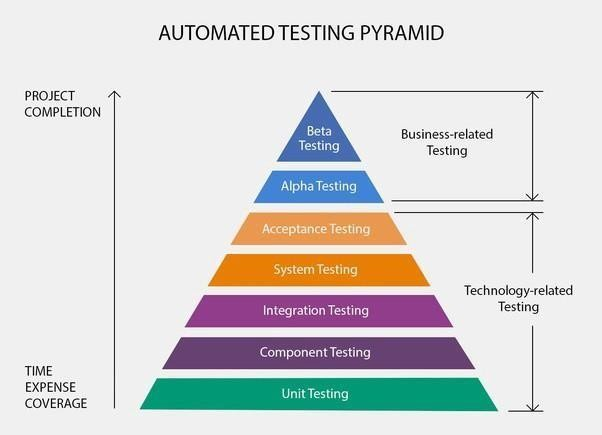 AUTOMATED TESTING PYRAMID
PROJECT
COMPLETION
Beta
Testing
Business-related
Testing
Alpha Testing
Acceptance Testing
System Testing
Technology-related
Testing
Integration Testing
Component Testing
TIME
EXPENSE
COVERAGE
Unit Testing